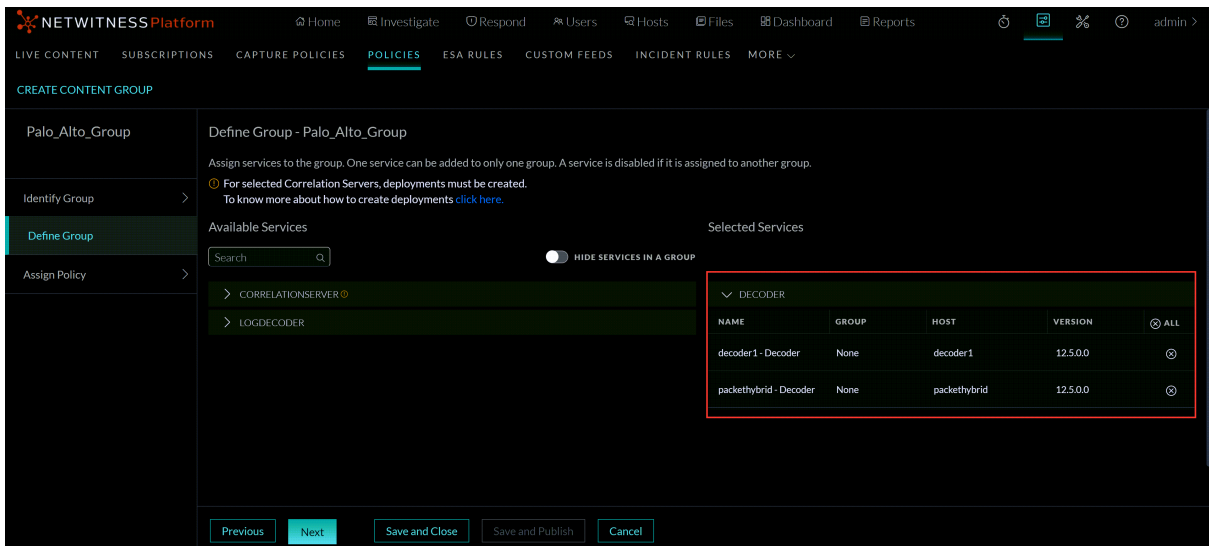 NETWITNESS Platform Home Investigate Respond Users Hosts Files Dashboard Reports admin >
LIVE CONTENT SUBSCRIPTIONS CAPTURE POLICIES POLICIES ESA RULES CUSTOM FEEDS INCIDENT RULES MORE
CREATE CONTENT GROUP
Palo_Alto_Group
Identify Group
Define Group
Assign Policy
Define Group - Palo_Alto_Group
Assign services to the group. One service can be added to only one group. A service is disabled if it is assigned to another group.
For selected Correlation Servers, deployments must be created.
To know more about how to create deployments click here.
Available Services
Search
HIDE SERVICES IN A GROUP
CORRELATIONSERVER
LOGDECODER
Selected Services
DECODER
NAME GROUP HOST VERSION ALL
decoder1 - Decoder None decoder1 12.5.0.0
packethybrid - Decoder None packethybrid 12.5.0.0
Previous Next Save and Close Save and Publish Cancel